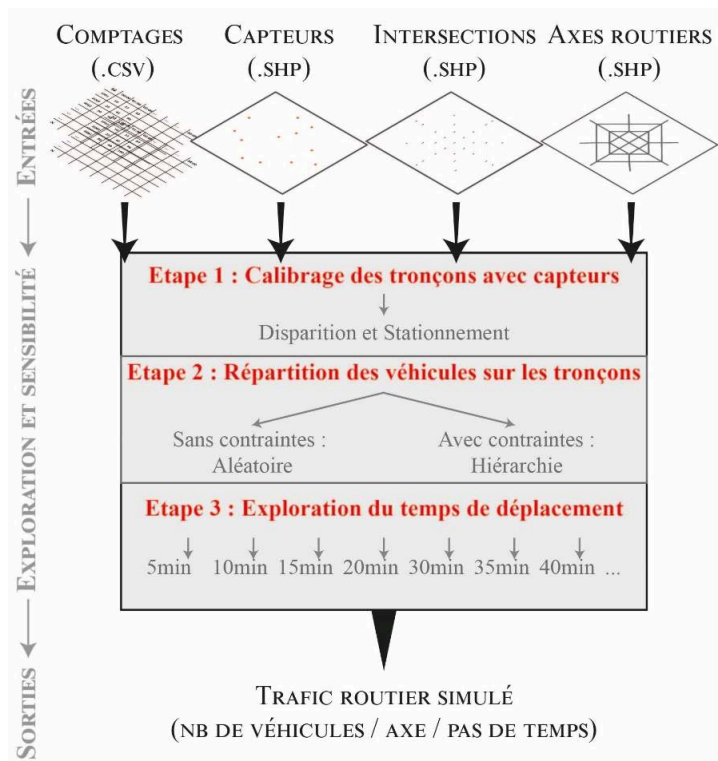 COMPTAGES
(.CSV)
CAPTEURS
(.SHP)
INTERSECTIONS
(.SHP)
AXES ROUTIERS
(.SHP)
ENTRÉES
EXPLORATION ET SENSIBILITÉ
SORTIES
Etape 1 : Calibrage des tronçons avec capteurs
Disparition et Stationnement
Etape 2 : Répartition des véhicules sur les tronçons
Sans contraintes :
Aléatoire
Avec contraintes :
Hiérarchie
Etape 3 : Exploration du temps de déplacement
5min 10min 15min 20min 30min 35min 40min ...
TRAFIC ROUTIER SIMULÉ
(NB DE VÉHICULES / AXE / PAS DE TEMPS)